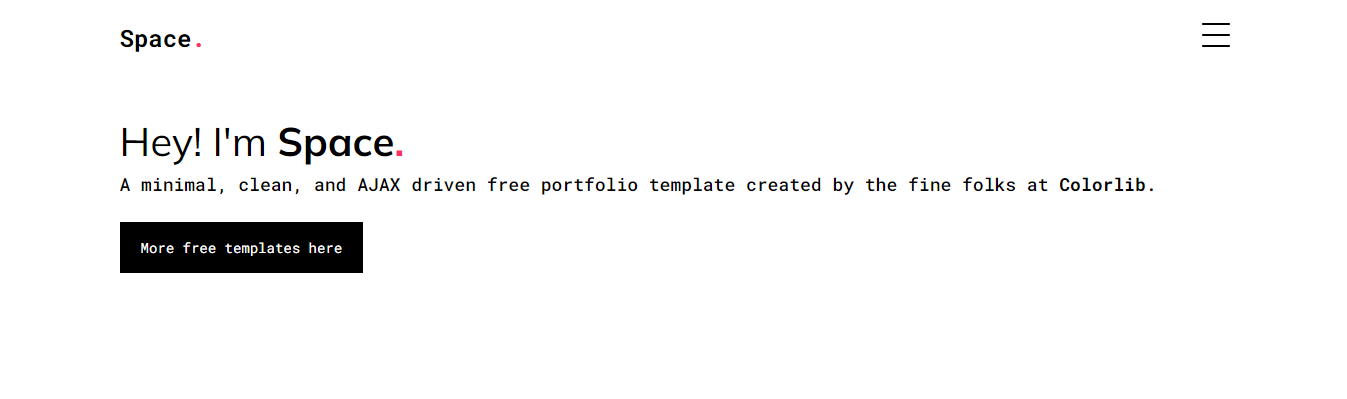 Space.
Hey! I'm Space.
A minimal, clean, and AJAX driven free portfolio template created by the fine folks at Colorlib.
More free templates here